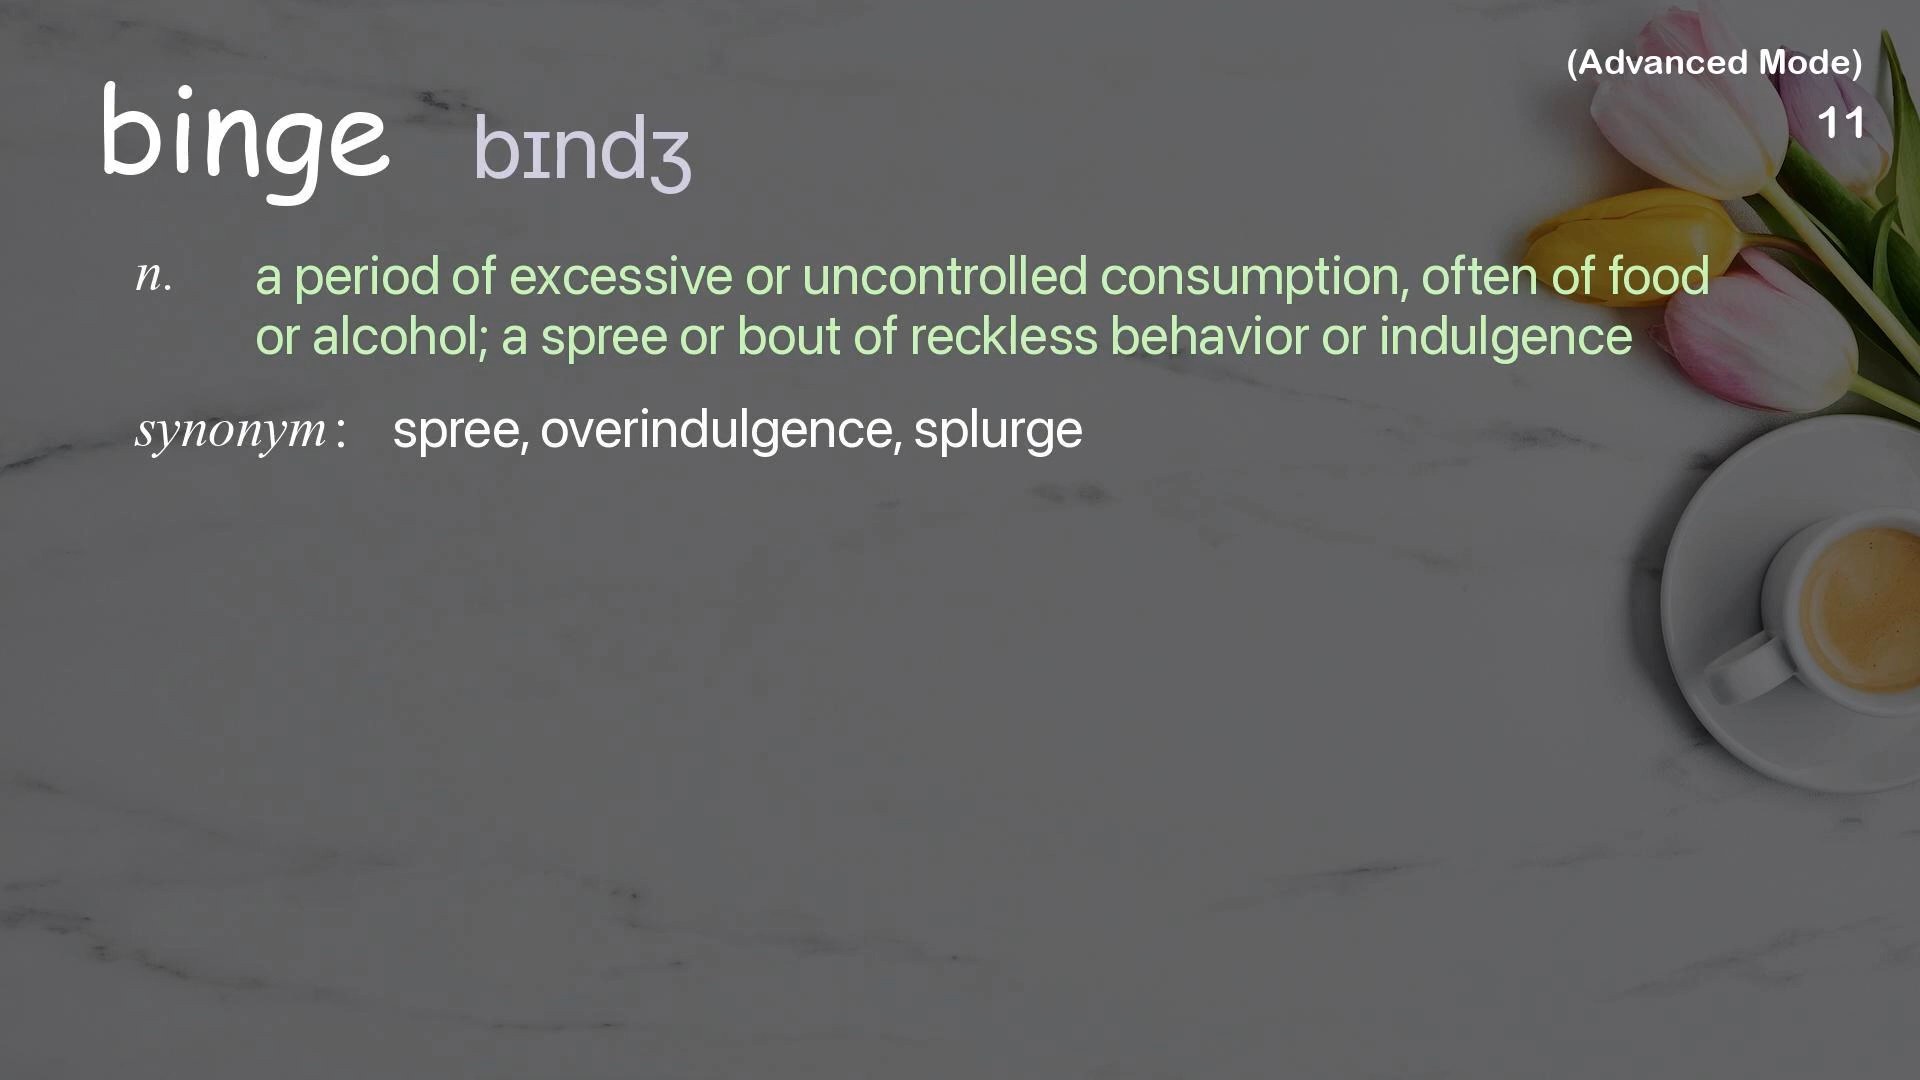 (Advanced Mode)
11
binge bɪndʒ
n. a period of excessive or uncontrolled consumption, often of food
or alcohol; a spree or bout of reckless behavior or indulgence
synonym: spree, overindulgence, splurge